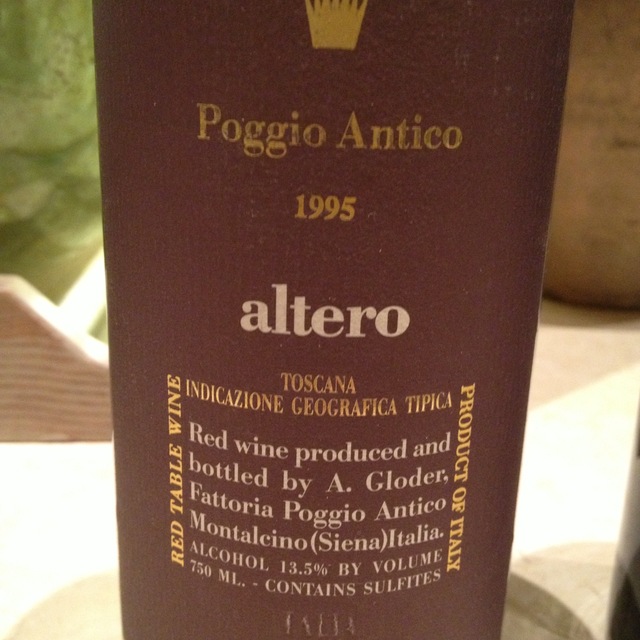 Poggio Antico
1995
altero
TOSCANA
INDICAZIONE GEOGRAFICA TIPICA
RED TABLE WINE
Red wine produced and
bottled by A. Gloder,
Fattoria Poggio Antico
Montalcino(Siena)Italia.
ALCOHOL 13.5% BY VOLUME
750 ML. - CONTAINS SULFITES
PRODUCT OF ITALY
ITALIA